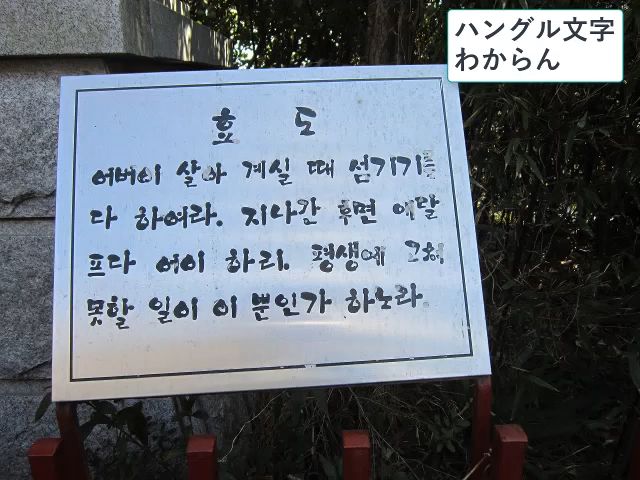 ハングル文字
わからん
효 도
어버이 살아 계실 때 섬기기를
다 하여라. 지나간 후면 애달
프다 어이 하리. 평생에 고쳐
못할 일이 이 뿐인가 하노라.